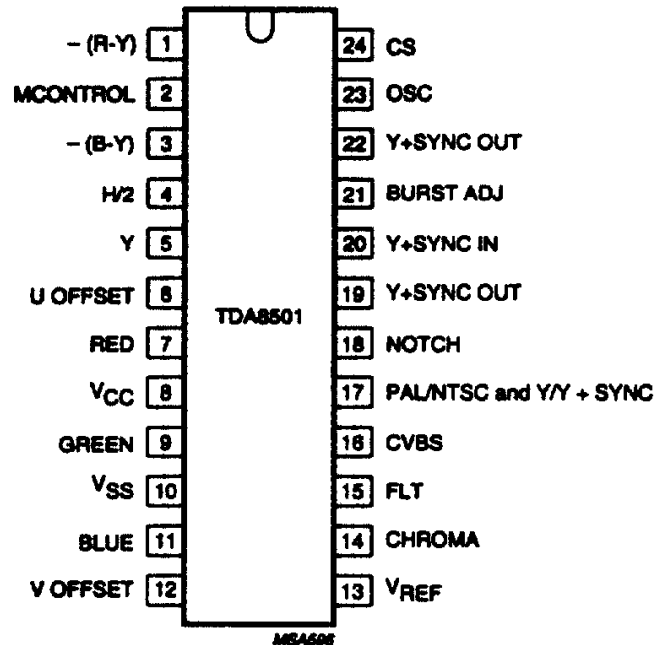 – (R-Y) 1 24 CS
MCONTROL 2 23 OSC
– (B-Y) 3 22 Y+SYNC OUT
H/2 4 21 BURST ADJ
Y 5 20 Y+SYNC IN
U OFFSET 6 19 Y+SYNC OUT
TDA8501
RED 7 18 NOTCH
VCC 8 17 PAL/NTSC and Y/Y + SYNC
GREEN 9 16 CVBS
VSS 10 15 FLT
BLUE 11 14 CHROMA
V OFFSET 12 13 VREF
MSA696